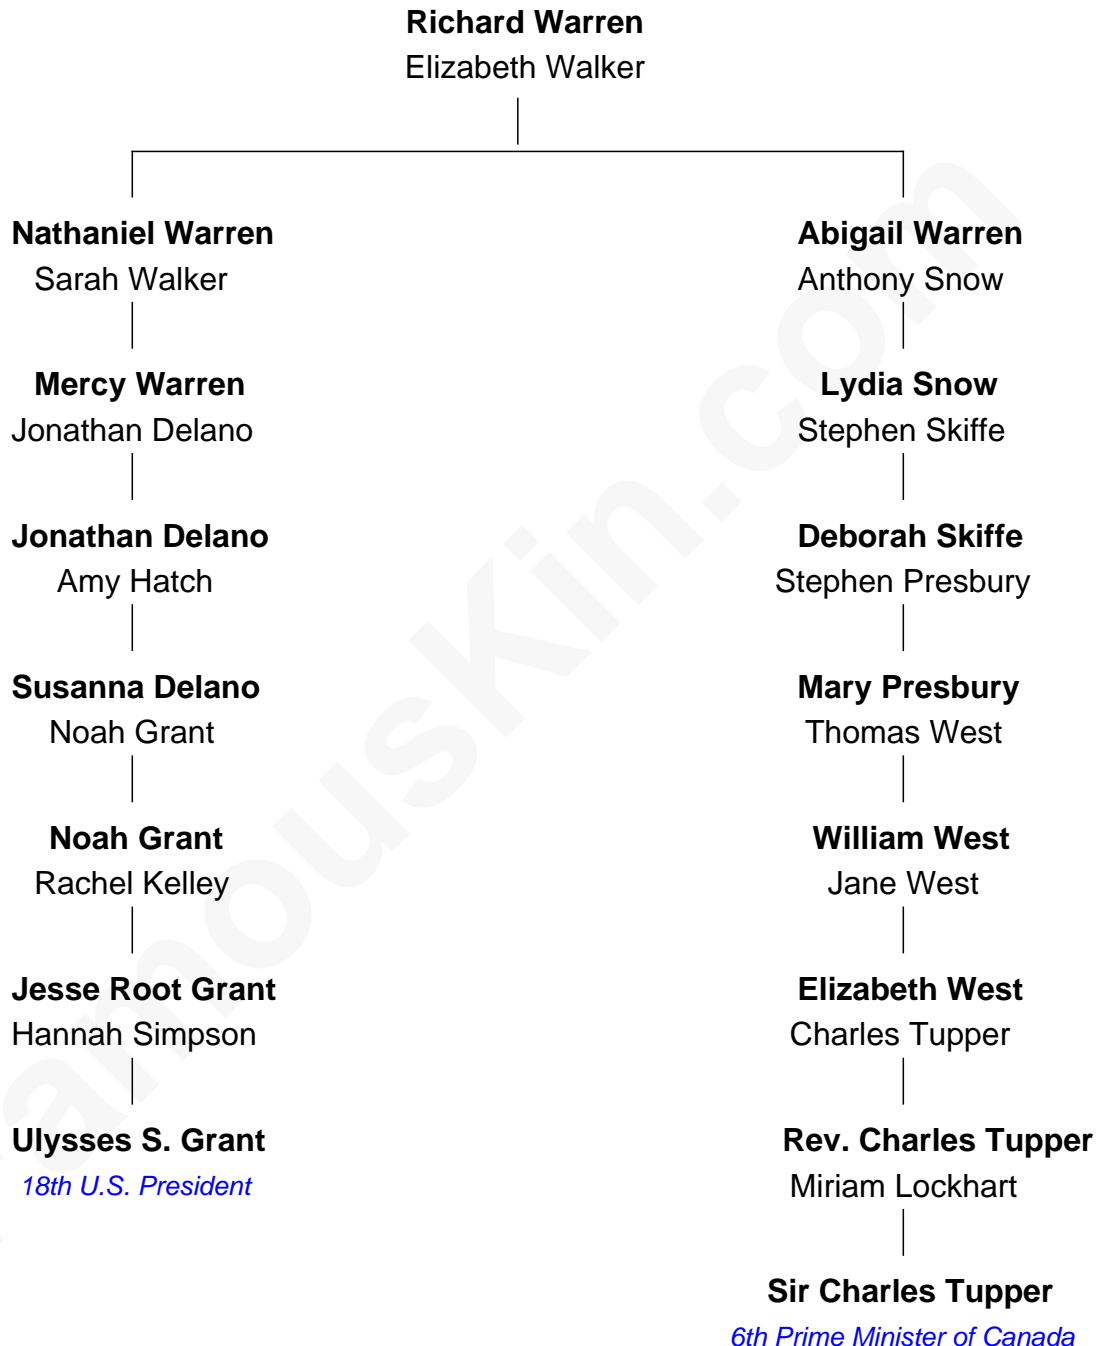 Richard Warren
Elizabeth Walker
Nathaniel Warren
Sarah Walker
Mercy Warren
Jonathan Delano
Jonathan Delano
Amy Hatch
Susanna Delano
Noah Grant
Noah Grant
Rachel Kelley
Jesse Root Grant
Hannah Simpson
Ulysses S. Grant
18th U.S. President
Abigail Warren
Anthony Snow
Lydia Snow
Stephen Skiffe
Deborah Skiffe
Stephen Presbury
Mary Presbury
Thomas West
William West
Jane West
Elizabeth West
Charles Tupper
Rev. Charles Tupper
Miriam Lockhart
Sir Charles Tupper
6th Prime Minister of Canada
famouskin.com